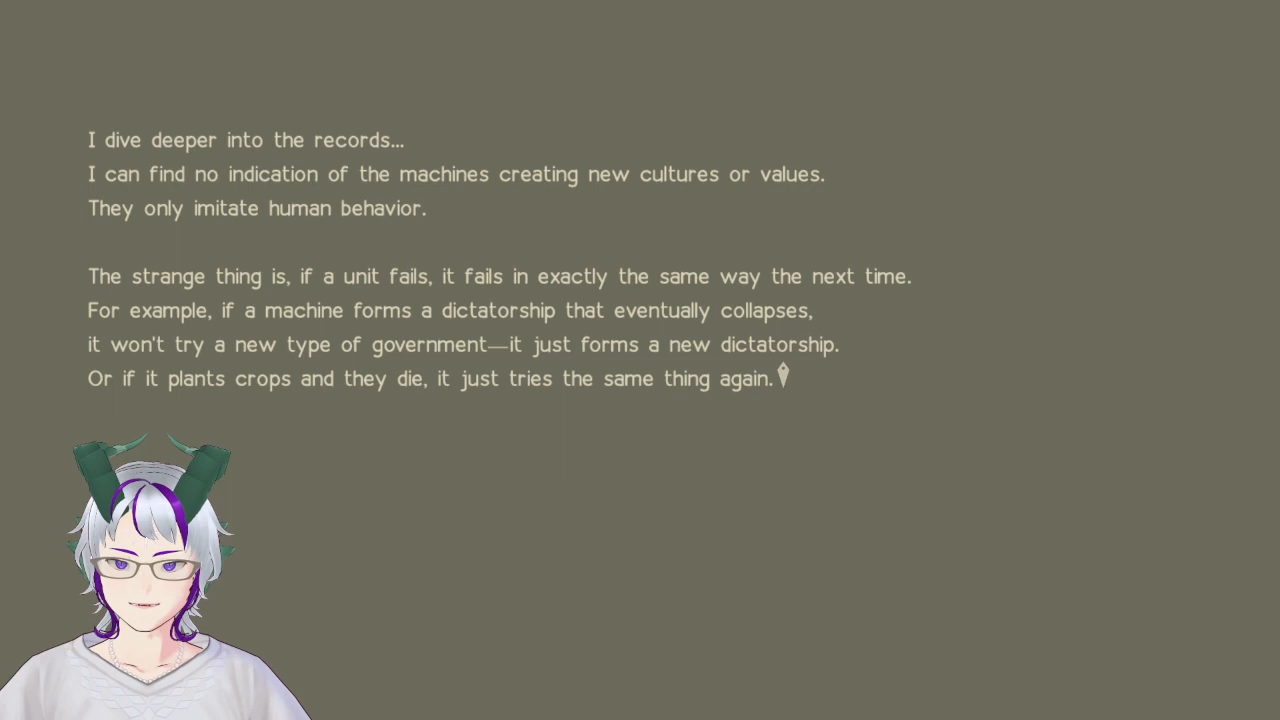 I dive deeper into the records...
I can find no indication of the machines creating new cultures or values.
They only imitate human behavior.
The strange thing is, if a unit fails, it fails in exactly the same way the next time.
For example, if a machine forms a dictatorship that eventually collapses,
it won't try a new type of government—it just forms a new dictatorship.
Or if it plants crops and they die, it just tries the same thing again.